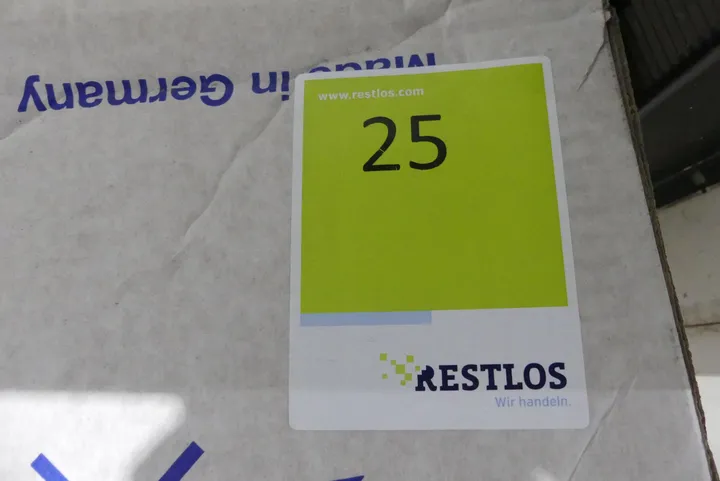 Made in Germany
www.restlos.com
25
RESTLOS
Wir handeln.